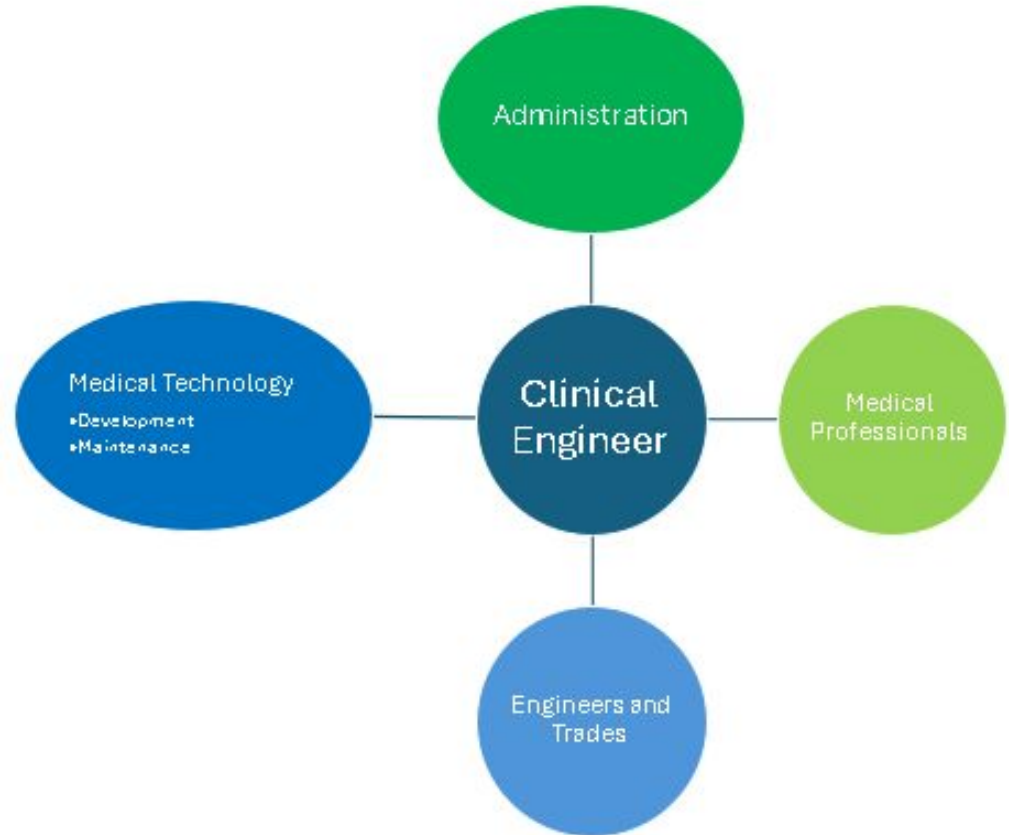 Administration
Medical Technology
•Development
•Maintenance
Clinical
Engineer
Medical
Professionals
Engineers and
Trades